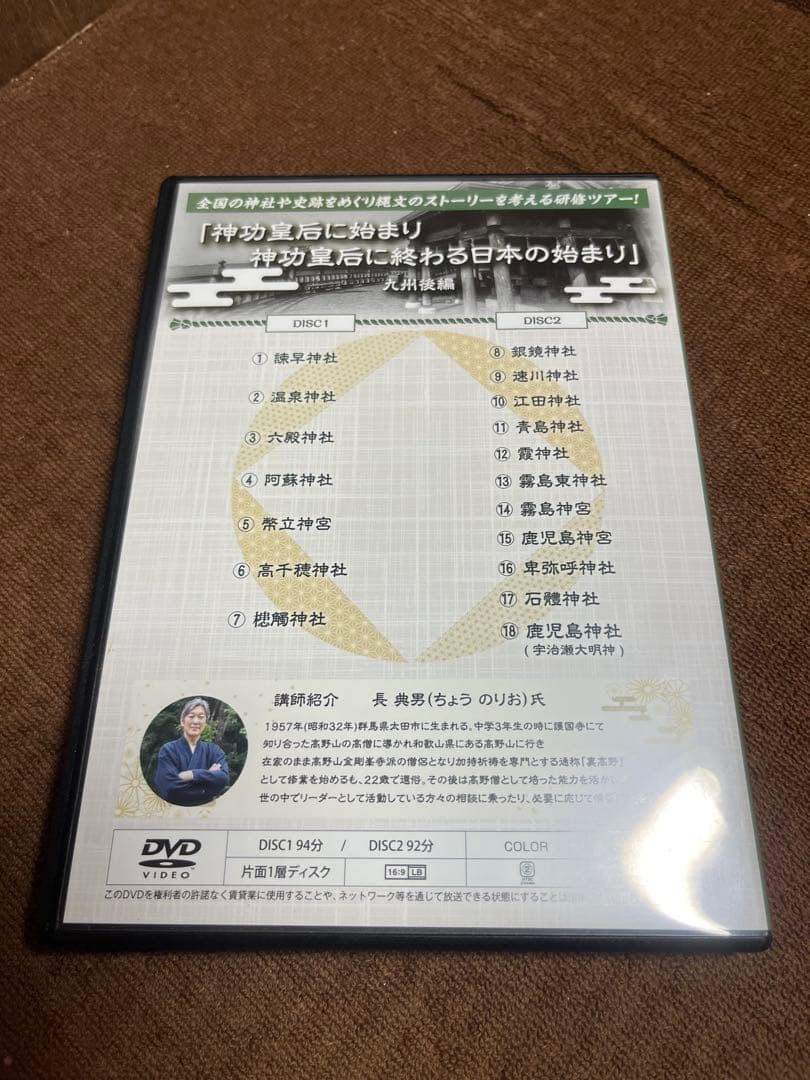 全国の神社や史跡をめぐり縄文のストーリーを考える研修ツアー!
「神功皇后に始まり
神功皇后に終わる日本の始まり」
九州後編
DISC1
① 諫早神社
② 温泉神社
③ 六殿神社
④ 阿蘇神社
⑤ 幣立神宮
⑥ 高千穂神社
⑦ 槵觸神社
DISC2
⑧ 銀鏡神社
⑨ 速川神社
⑩ 江田神社
⑪ 青島神社
⑫ 霞神社
⑬ 霧島東神社
⑭ 霧島神宮
⑮ 鹿児島神宮
⑯ 卑弥呼神社
⑰ 石體神社
⑱ 鹿児島神社
(宇治瀬大明神)
講師紹介 長 典男(ちょう のりお)氏
1957年(昭和32年)群馬県太田市に生まれる。中学3年生の時に護国寺にて
知り合った高野山の高僧に導かれ和歌山県にある高野山に行き
在家のまま高野山金剛峯寺派の僧侶となり加持祈祷を専門とする通称「裏高野」
として修業を始めるも、22歳で還俗。その後は高野僧として培った能力を活かし
世の中でリーダーとして活動している方々の相談に乗ったり、必要に応じて
DVD
VIDEO
DISC1 94分 / DISC2 92分
COLOR
片面1層ディスク
16:9 LB
2
このDVDを権利者の許諾なく賃貸業に使用することや、ネットワーク等を通じて放送できる状態にすることは